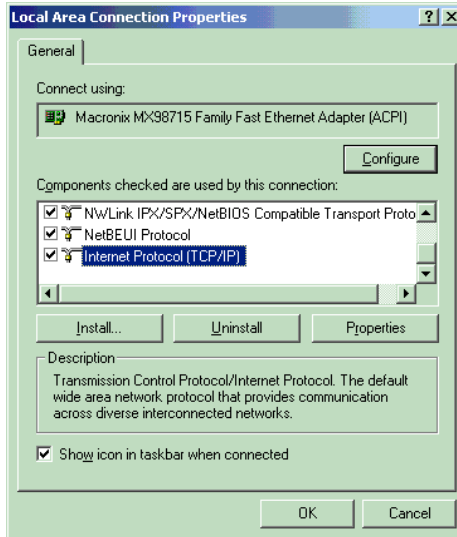 Local Area Connection Properties
General
Connect using:
Macronix MX98715 Family Fast Ethernet Adapter (ACPI)
Configure
Components checked are used by this connection:
NWLink IPX/SPX/NetBIOS Compatible Transport Proto
NetBEUI Protocol
Internet Protocol (TCP/IP)
Install... Uninstall Properties
Description
Transmission Control Protocol/Internet Protocol. The default
wide area network protocol that provides communication
across diverse interconnected networks.
Show icon in taskbar when connected
OK Cancel